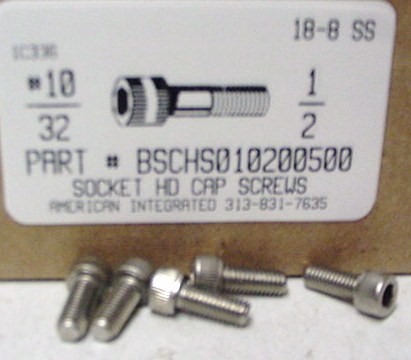 18-8 SS
IC336
#10
32
1
2
PART # BSCHS010200500
SOCKET HD CAP SCREWS
AMERICAN INTEGRATED 313-831-7635